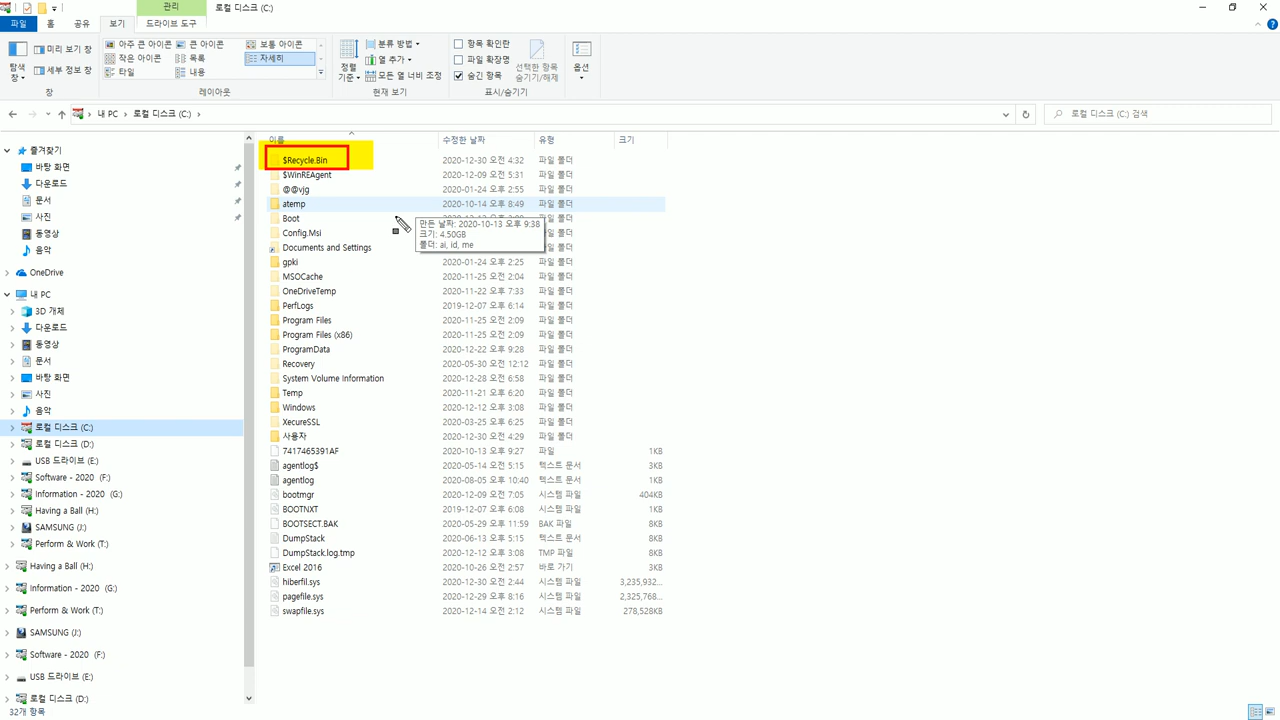 관리
로컬 디스크 (C:)
파일
홈
공유
보기
드라이브 도구
탐색 창
미리 보기 창
세부 정보 창
창
아주 큰 아이콘
큰 아이콘
보통 아이콘
작은 아이콘
목록
자세히
타일
내용
레이아웃
정렬 기준
분류 방법
열 추가
모든 열 너비 조정
현재 보기
항목 확인란
파일 확장명
숨긴 항목
선택한 항목 숨기기/해제
표시/숨기기
옵션
내 PC > 로컬 디스크 (C:) >
로컬 디스크 (C:) 검색
즐겨찾기
바탕 화면
다운로드
문서
사진
동영상
음악
OneDrive
내 PC
3D 개체
다운로드
동영상
문서
바탕 화면
사진
음악
로컬 디스크 (C:)
로컬 디스크 (D:)
USB 드라이브 (E:)
Software - 2020 (F:)
Information - 2020 (G:)
Having a Ball (H:)
SAMSUNG (J:)
Perform & Work (T:)
Having a Ball (H:)
Information - 2020 (G:)
Perform & Work (T:)
SAMSUNG (J:)
Software - 2020 (F:)
USB 드라이브 (E:)
로컬 디스크 (D:)
32개 항목
이름 수정한 날짜 유형 크기
$Recycle.Bin 2020-12-30 오전 4:32 파일 폴더
$WinREAgent 2020-12-09 오전 5:31 파일 폴더
@@vjg 2020-01-24 오후 2:55 파일 폴더
atemp 2020-10-14 오후 8:49 파일 폴더
Boot 파일 폴더
만든 날짜: 2020-10-13 오후 9:38
크기: 4.50GB
폴더: ai, id, me
Config.Msi
Documents and Settings
gpki 2020-01-24 오후 2:25 파일 폴더
MSOCache 2020-11-25 오전 2:04 파일 폴더
OneDriveTemp 2020-11-22 오후 7:33 파일 폴더
PerfLogs 2019-12-07 오후 6:14 파일 폴더
Program Files 2020-11-25 오전 2:09 파일 폴더
Program Files (x86) 2020-11-25 오전 2:09 파일 폴더
ProgramData 2020-12-22 오후 9:28 파일 폴더
Recovery 2020-05-30 오전 12:12 파일 폴더
System Volume Information 2020-12-28 오전 6:58 파일 폴더
Temp 2020-11-21 오후 6:20 파일 폴더
Windows 2020-12-12 오후 3:08 파일 폴더
XecureSSL 2020-03-25 오후 6:25 파일 폴더
사용자 2020-12-30 오전 4:29 파일 폴더
7417465391AF 2020-10-13 오후 9:27 파일 1KB
agentlog$ 2020-05-14 오후 5:15 텍스트 문서 3KB
agentlog 2020-08-05 오후 10:40 텍스트 문서 3KB
bootmgr 2020-12-09 오전 7:05 시스템 파일 404KB
BOOTNXT 2019-12-07 오후 6:08 시스템 파일 1KB
BOOTSECT.BAK 2020-05-29 오후 11:59 BAK 파일 8KB
DumpStack 2020-06-13 오후 5:15 텍스트 문서 8KB
DumpStack.log.tmp 2020-12-12 오후 3:08 TMP 파일 8KB
Excel 2016 2020-10-26 오전 2:57 바로 가기 3KB
hiberfil.sys 2020-12-30 오전 2:44 시스템 파일 3,235,932...
pagefile.sys 2020-12-29 오후 8:16 시스템 파일 2,325,768...
swapfile.sys 2020-12-14 오전 2:12 시스템 파일 278,528KB